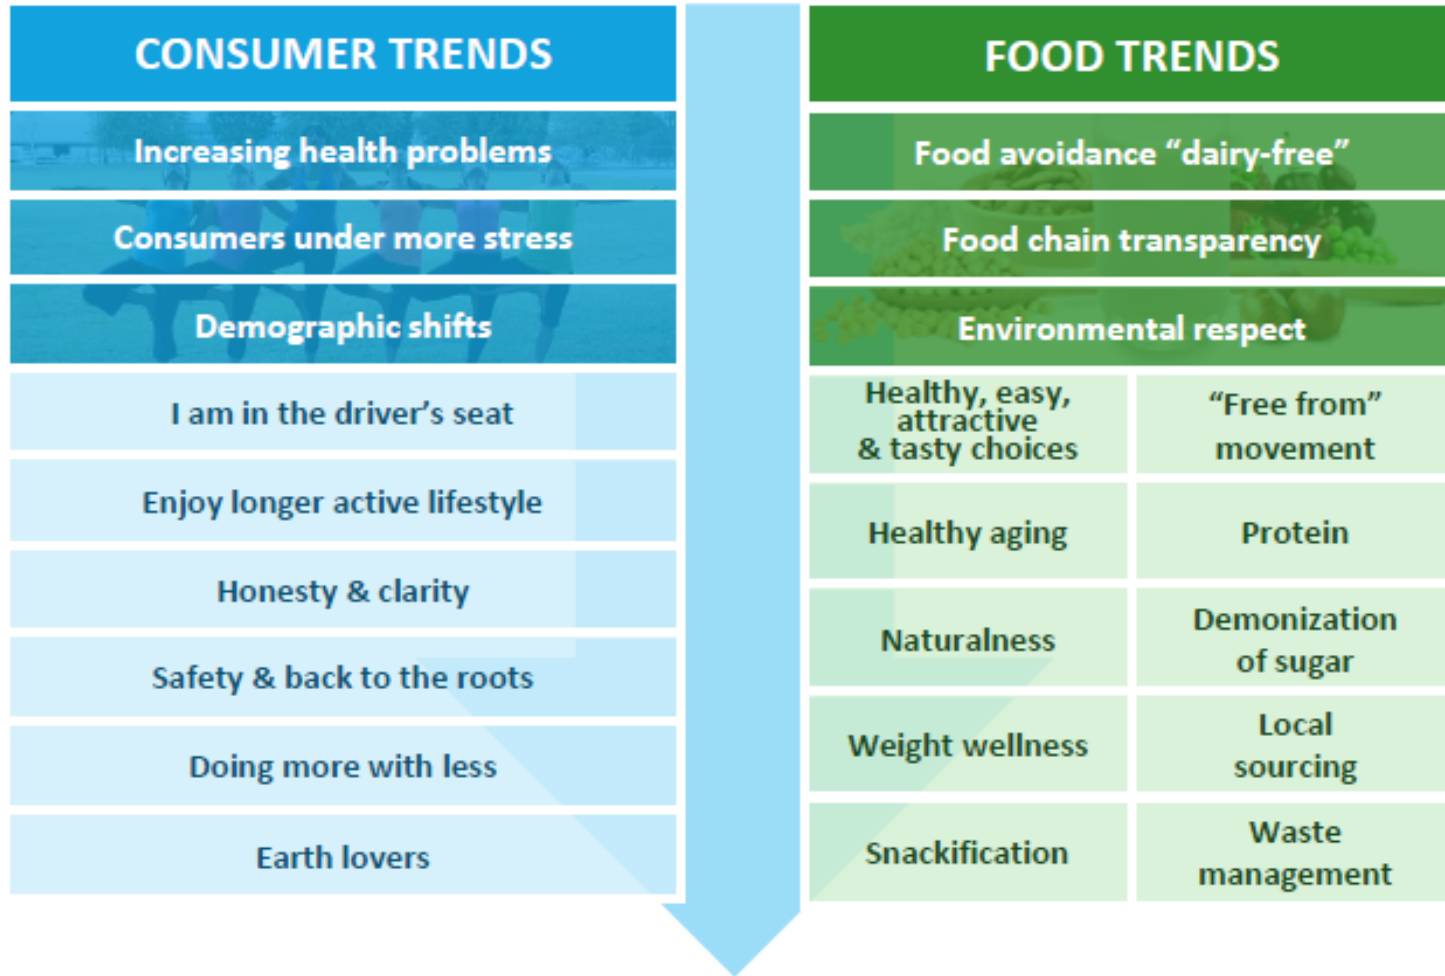 CONSUMER TRENDS
Increasing health problems
Consumers under more stress
Demographic shifts
I am in the driver’s seat
Enjoy longer active lifestyle
Honesty & clarity
Safety & back to the roots
Doing more with less
Earth lovers
FOOD TRENDS
Food avoidance “dairy-free”
Food chain transparency
Environmental respect
Healthy, easy,
attractive
& tasty choices
“Free from”
movement
Healthy aging
Protein
Naturalness
Demonization
of sugar
Weight wellness
Local
sourcing
Snackification
Waste
management